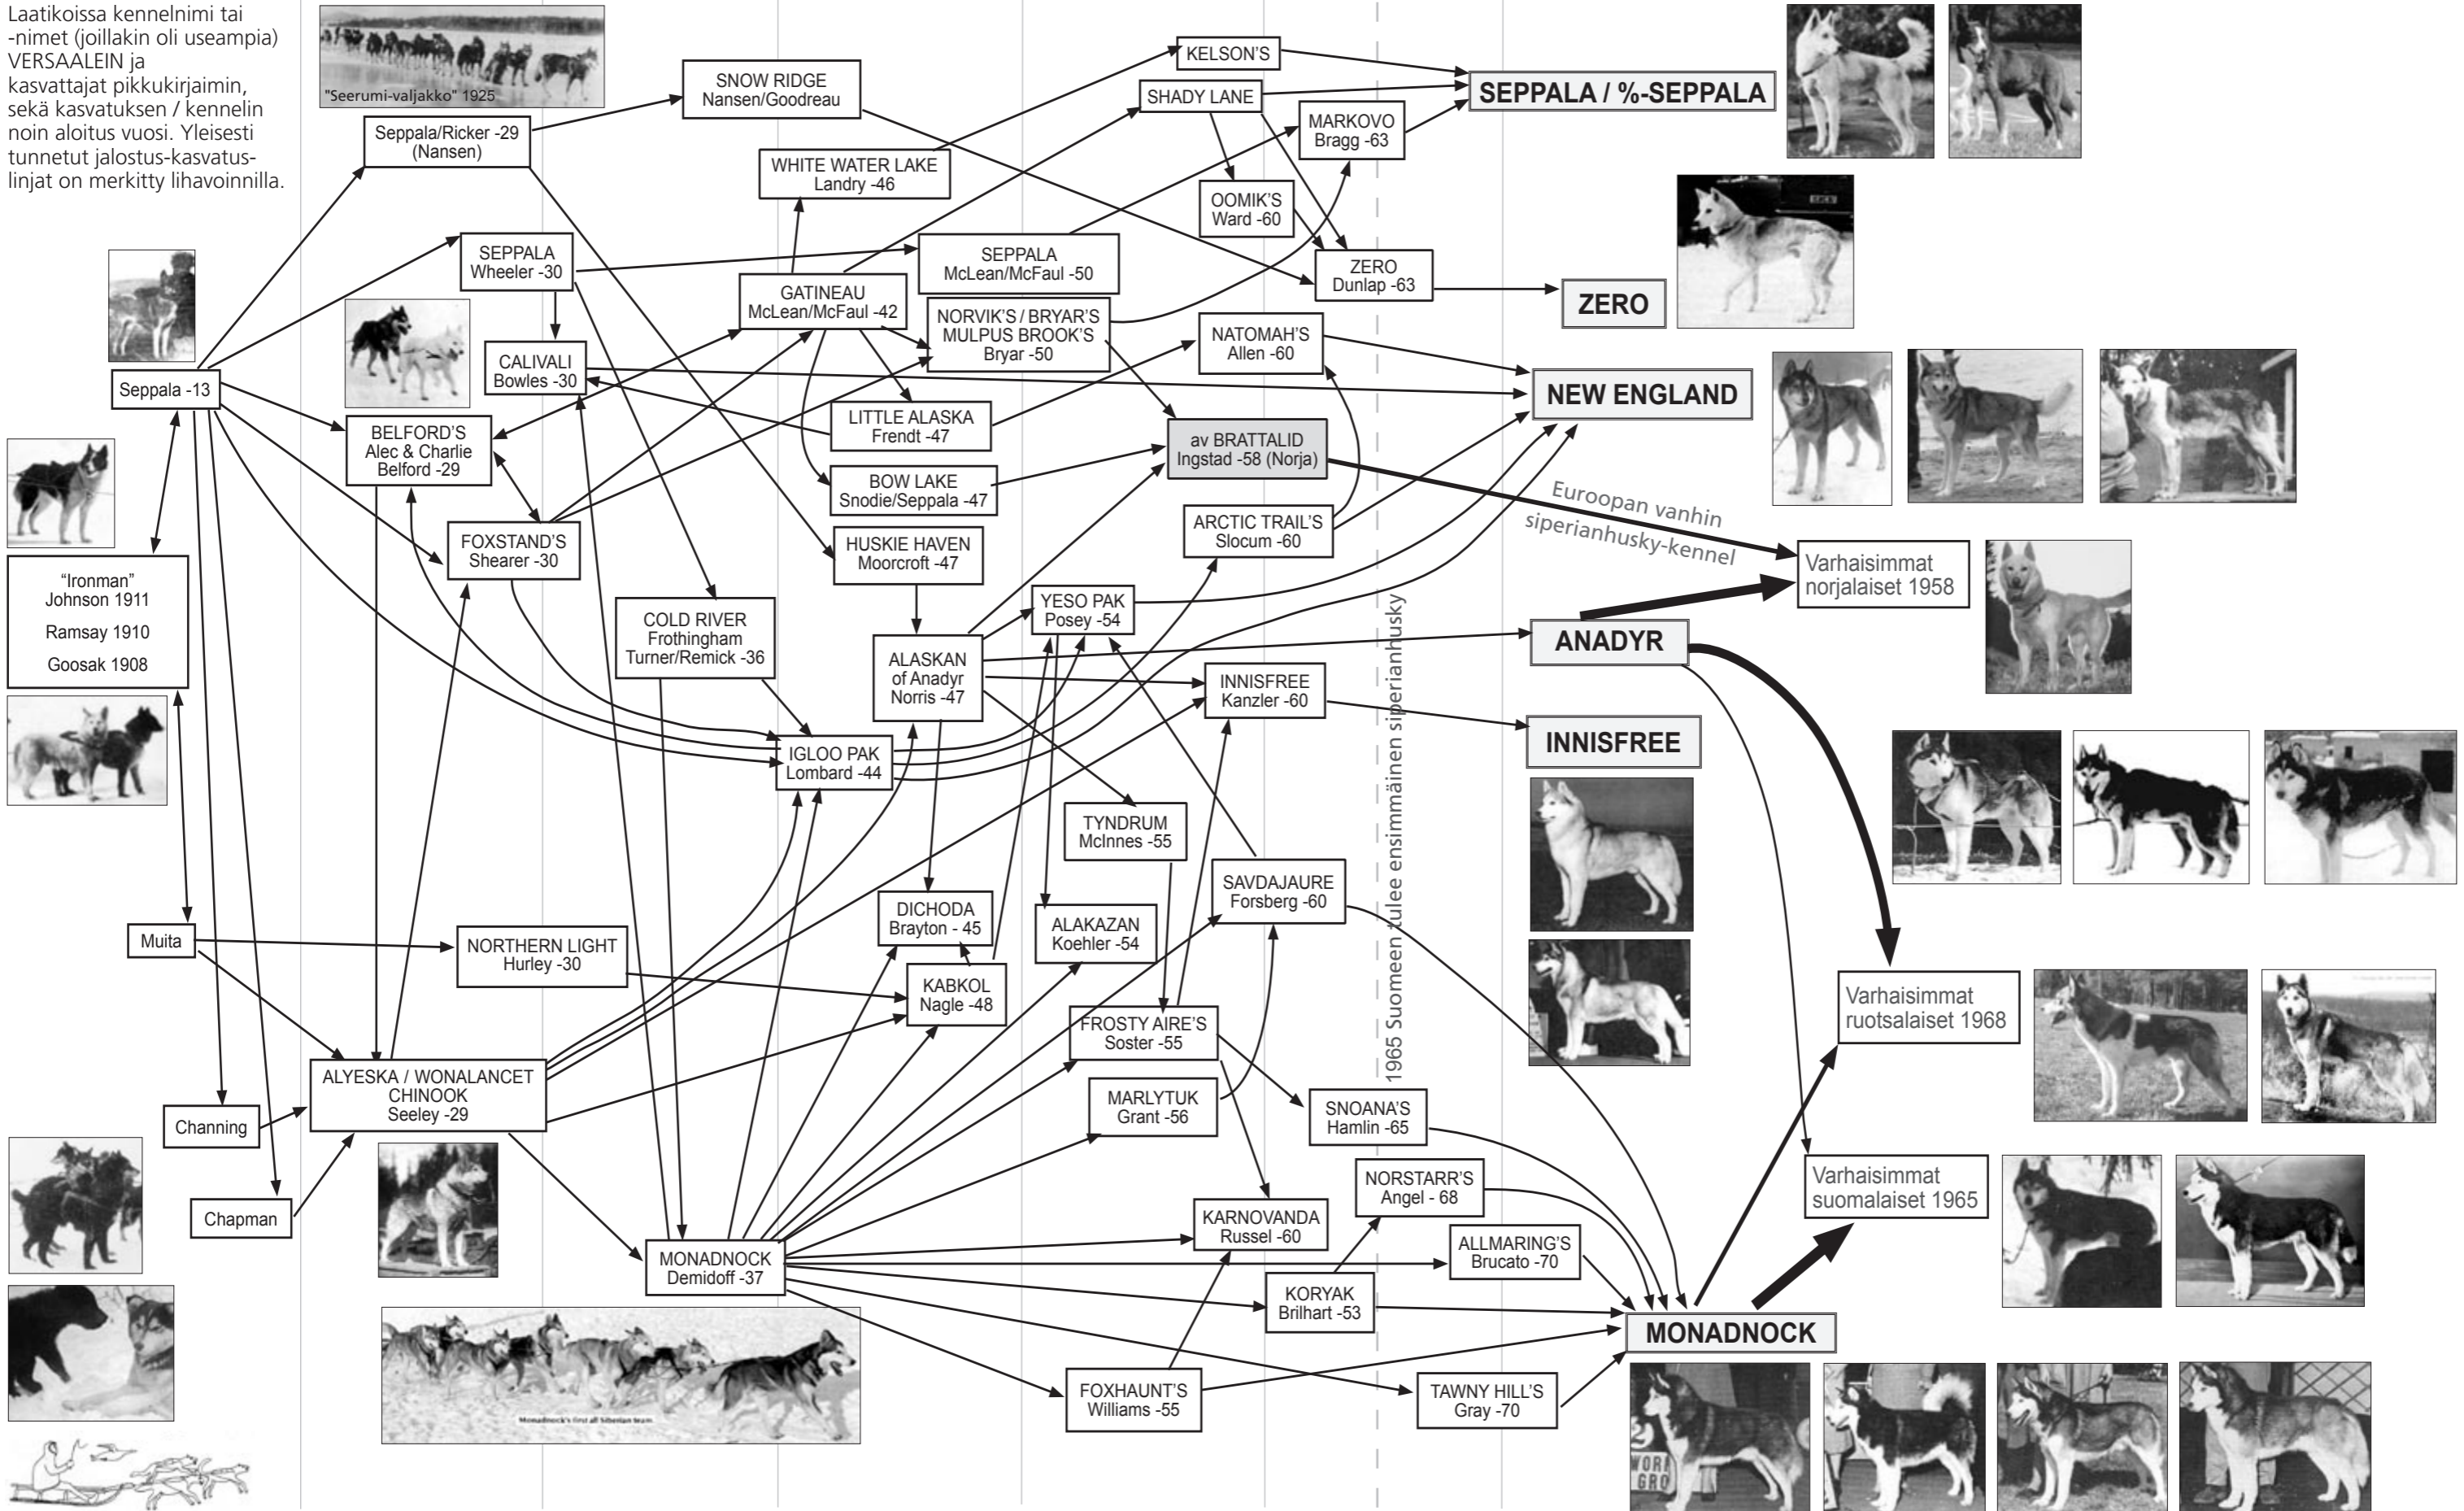 Laatikoissa kennelnimi tai
-nimet (joillakin oli useampia)
VERSAALEIN ja
kasvattajat pikkukirjaimin,
sekä kasvatuksen / kennelin
noin aloitus vuosi. Yleisesti
tunnetut jalostus-kasvatus-
linjat on merkitty lihavoinnilla.
"Seerumi-valjakko" 1925
Seppala/Ricker -29
(Nansen)
SNOW RIDGE
Nansen/Goodreau
KELSON'S
SHADY LANE
SEPPALA / %-SEPPALA
MARKOVO
Bragg -63
WHITE WATER LAKE
Landry -46
OOMIK'S
Ward -60
SEPPALA
Wheeler -30
SEPPALA
McLean/McFaul -50
ZERO
Dunlap -63
ZERO
GATINEAU
McLean/McFaul -42
NORVIK'S / BRYAR'S
MULPUS BROOK'S
Bryar -50
NATOMAH'S
Allen -60
CALIVALI
Bowles -30
Seppala -13
NEW ENGLAND
LITTLE ALASKA
Frendt -47
BELFORD'S
Alec & Charlie
Belford -29
av BRATTALID
Ingstad -58 (Norja)
BOW LAKE
Snodie/Seppala -47
Euroopan vanhin
siperianhusky-kennel
FOXSTAND'S
Shearer -30
HUSKIE HAVEN
Moorcroft -47
ARCTIC TRAIL'S
Slocum -60
Varhaisimmat
norjalaiset 1958
"Ironman"
Johnson 1911
Ramsay 1910
Goosak 1908
COLD RIVER
Frothingham
Turner/Remick -36
YESO PAK
Posey -54
ANADYR
ALASKAN
of Anadyr
Norris -47
INNISFREE
Kanzler -60
INNISFREE
IGLOO PAK
Lombard -44
1965 Suomeen tulee ensimmäinen siperianhusky
TYNDRUM
McInnes -55
SAVDAJAURE
Forsberg -60
DICHODA
Brayton - 45
ALAKAZAN
Koehler -54
Muita
NORTHERN LIGHT
Hurley -30
KABKOL
Nagle -48
Varhaisimmat
ruotsalaiset 1968
FROSTY AIRE'S
Soster -55
ALYESKA / WONALANCET
CHINOOK
Seeley -29
MARLYTUK
Grant -56
SNOANA'S
Hamlin -65
Channing
NORSTARR'S
Angel - 68
Varhaisimmat
suomalaiset 1965
Chapman
KARNOVANDA
Russel -60
MONADNOCK
Demidoff -37
ALLMARING'S
Brucato -70
KORYAK
Brilhart -53
MONADNOCK
FOXHAUNT'S
Williams -55
TAWNY HILL'S
Gray -70
Monadnock's first all Siberian team